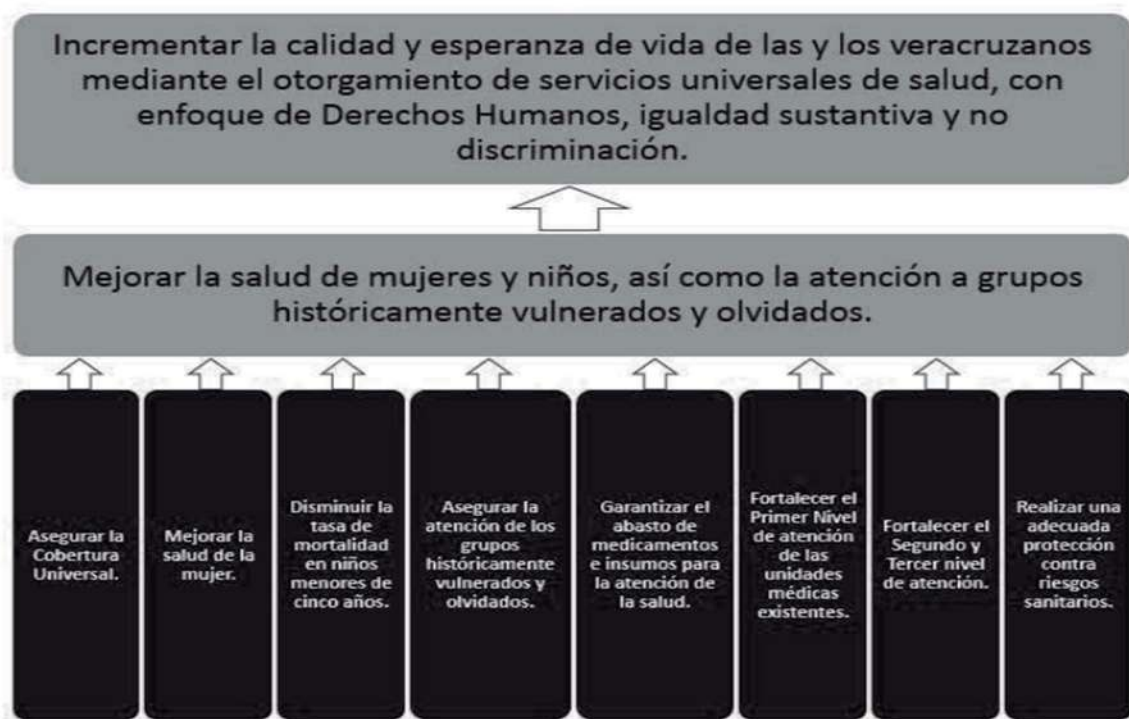 Incrementar la calidad y esperanza de vida de las y los veracruzanos
mediante el otorgamiento de servicios universales de salud, con
enfoque de Derechos Humanos, igualdad sustantiva y no
discriminación.
Mejorar la salud de mujeres y niños, así como la atención a grupos
históricamente vulnerados y olvidados.
Asegurar la
Cobertura
Universal.
Mejorar la
salud de la
mujer.
Disminuir la
tasa de
mortalidad
en niños
menores de
cinco años.
Asegurar la
atención de los
grupos
históricamente
vulnerados y
olvidados.
Garantizar el
abasto de
medicamentos
e insumos para
la atención de
la salud.
Fortalecer el
Primer Nivel
de atención
de las
unidades
médicas
existentes.
Fortalecer el
Segundo y
Tercer nivel
de atención.
Realizar una
adecuada
protección
contra
riesgos
sanitarios.